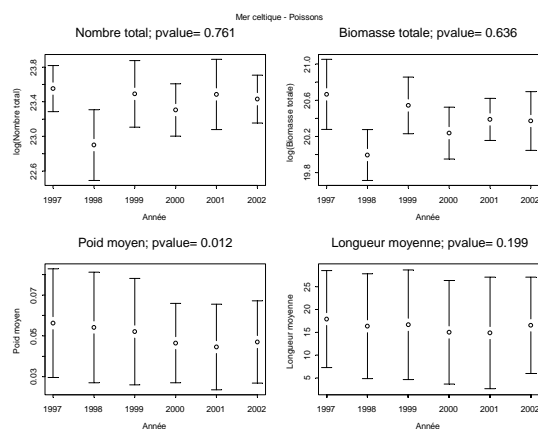 Mer celtique - Poissons
Nombre total; pvalue= 0.761
Biomasse totale; pvalue= 0.636
log(Nombre total)
22.6 23.0 23.4 23.8
1997 1998 1999 2000 2001 2002
Année
log(Biomasse totale)
19.8 20.2 20.6 21.0
1997 1998 1999 2000 2001 2002
Année
Poid moyen; pvalue= 0.012
Longueur moyenne; pvalue= 0.199
Poid moyen
0.03 0.05 0.07
1997 1998 1999 2000 2001 2002
Année
Longueur moyenne
5 10 15 20 25
1997 1998 1999 2000 2001 2002
Année